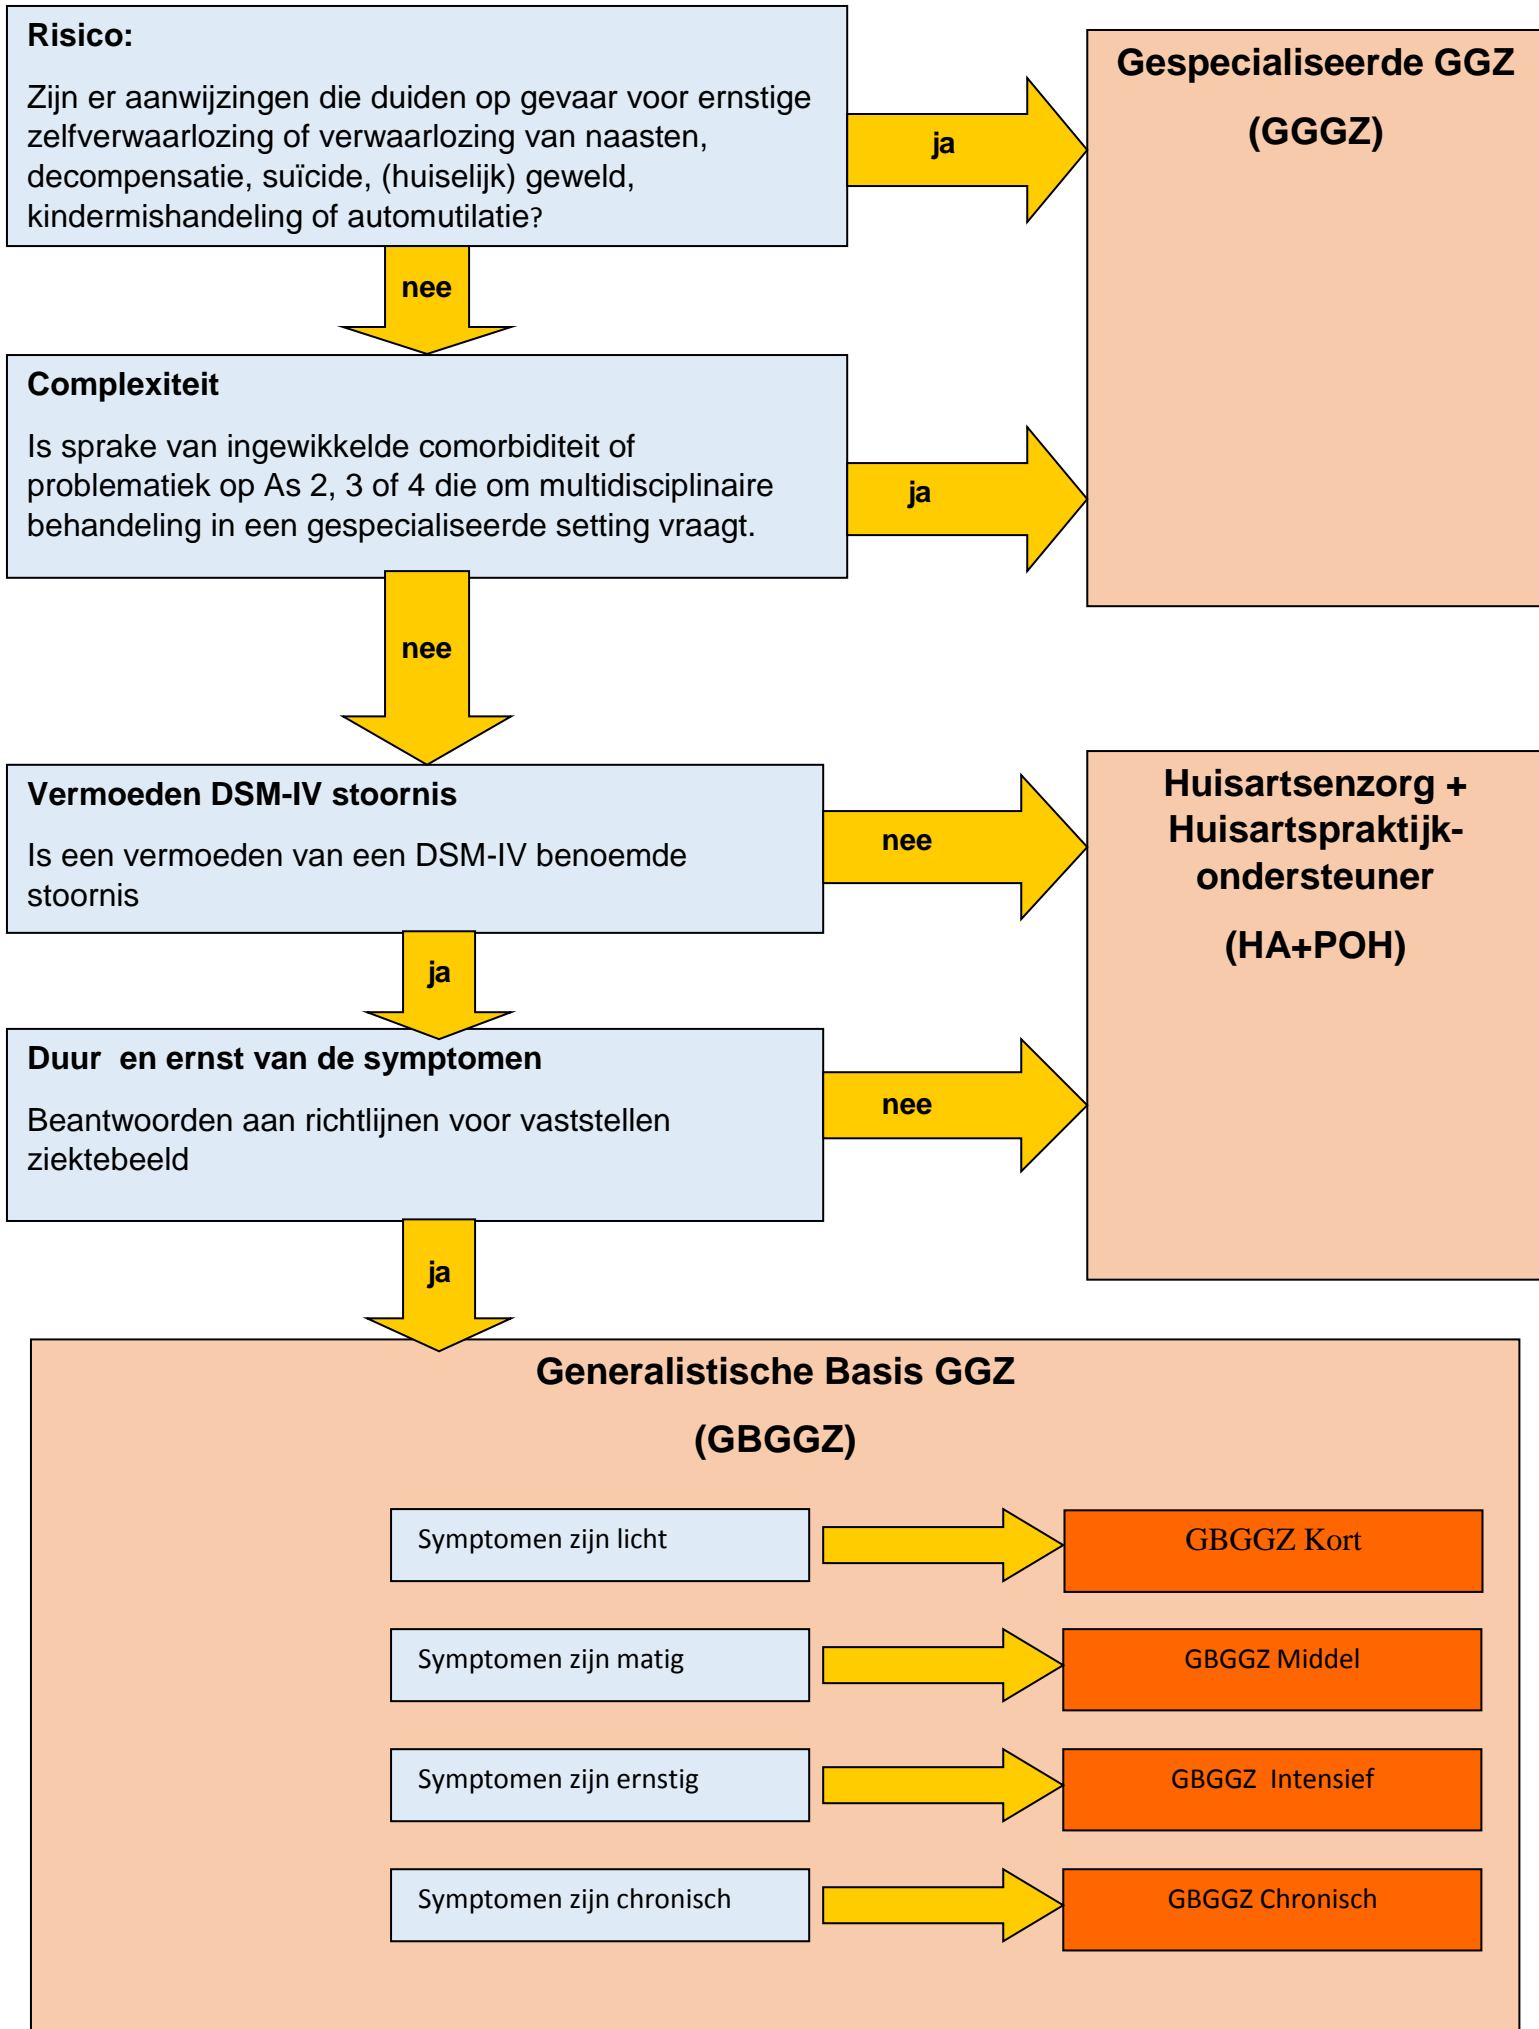 Risico:
Zijn er aanwijzingen die duiden op gevaar voor ernstige
zelfverwaarlozing of verwaarlozing van naasten,
decompensatie, suïcide, (huiselijk) geweld,
kindermishandeling of automutilatie?
ja
Gespecialiseerde GGZ
(GGGZ)
nee
Complexiteit
Is sprake van ingewikkelde comorbiditeit of
problematiek op As 2, 3 of 4 die om multidisciplinaire
behandeling in een gespecialiseerde setting vraagt.
ja
nee
Vermoeden DSM-IV stoornis
Is een vermoeden van een DSM-IV benoemde
stoornis
nee
Huisartsenzorg +
Huisartspraktijk-
ondersteuner
(HA+POH)
ja
Duur  en ernst van de symptomen
Beantwoorden aan richtlijnen voor vaststellen
ziektebeeld
nee
ja
Generalistische Basis GGZ
(GBGGZ)
Symptomen zijn licht
GBGGZ Kort
Symptomen zijn matig
GBGGZ Middel
Symptomen zijn ernstig
GBGGZ  Intensief
Symptomen zijn chronisch
GBGGZ Chronisch